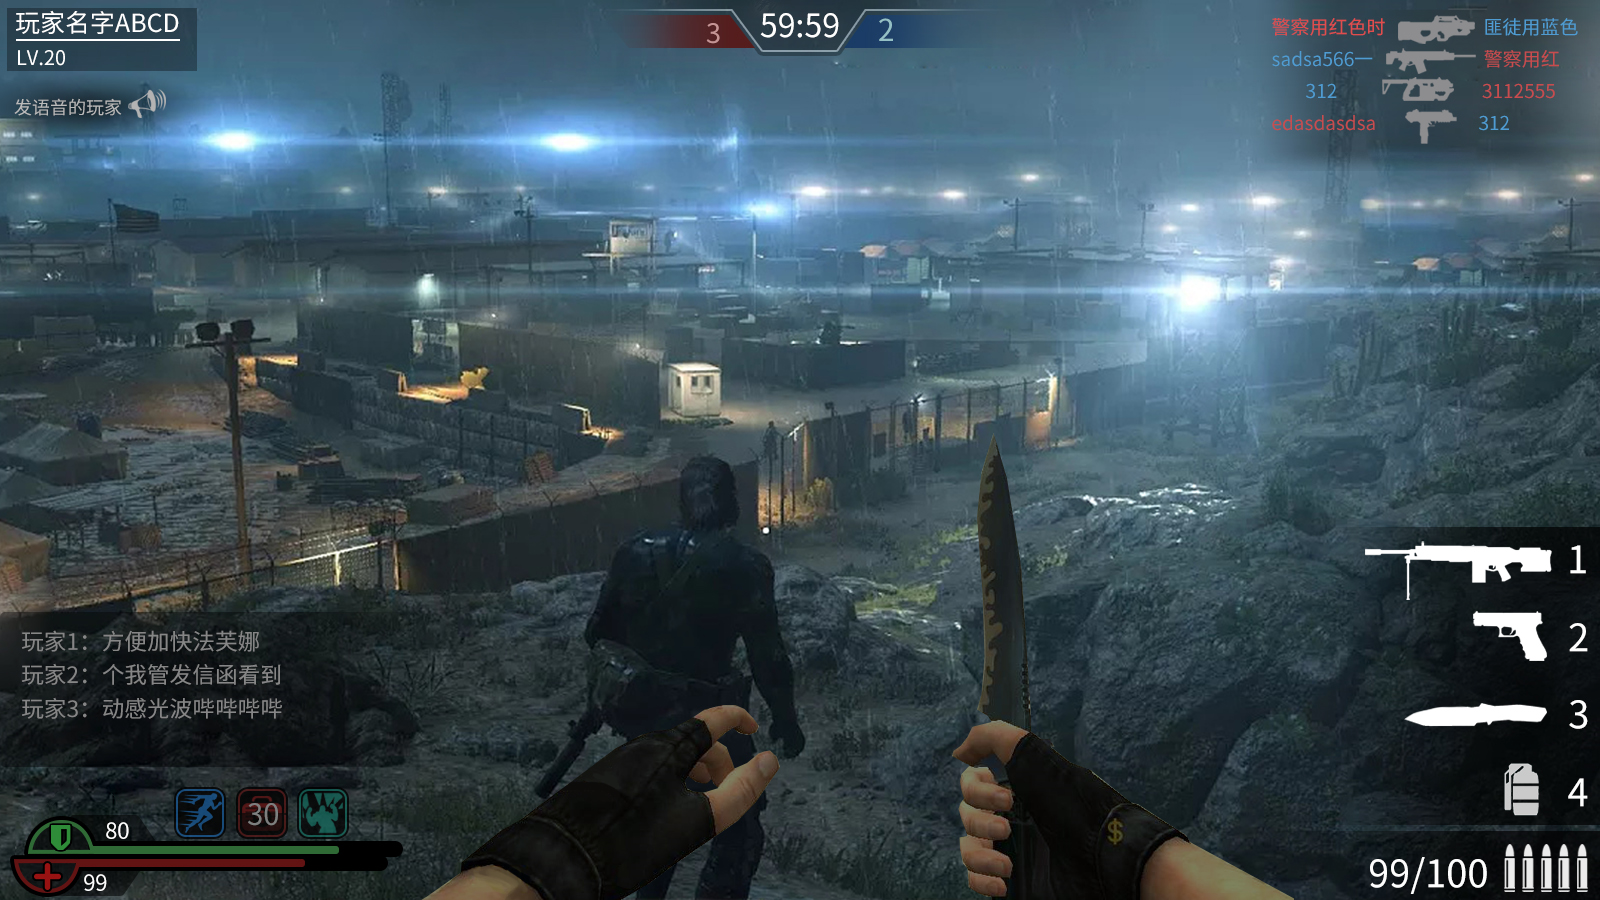 玩家名字ABCD
LV.20
发语音的玩家
3 59:59 2
警察用红色时 匪徒用蓝色
sadsa566一 警察用红
312 3112555
edasdasdsa 312
玩家1：方便加快法芙娜
玩家2：个我管发信函看到
玩家3：动感光波哔哔哔哔
80
30
99
1
2
3
4
99/100
$